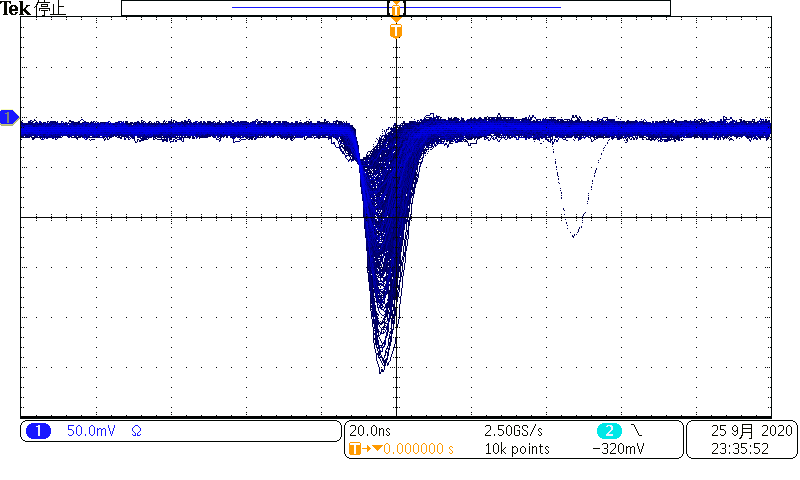 Tek 停止
T
T
1
1 50.0mV Ω
20.0ns 2.50GS/s 2
T→▼0.000000 s 10k points −320mV
25 9月 2020
23:35:52